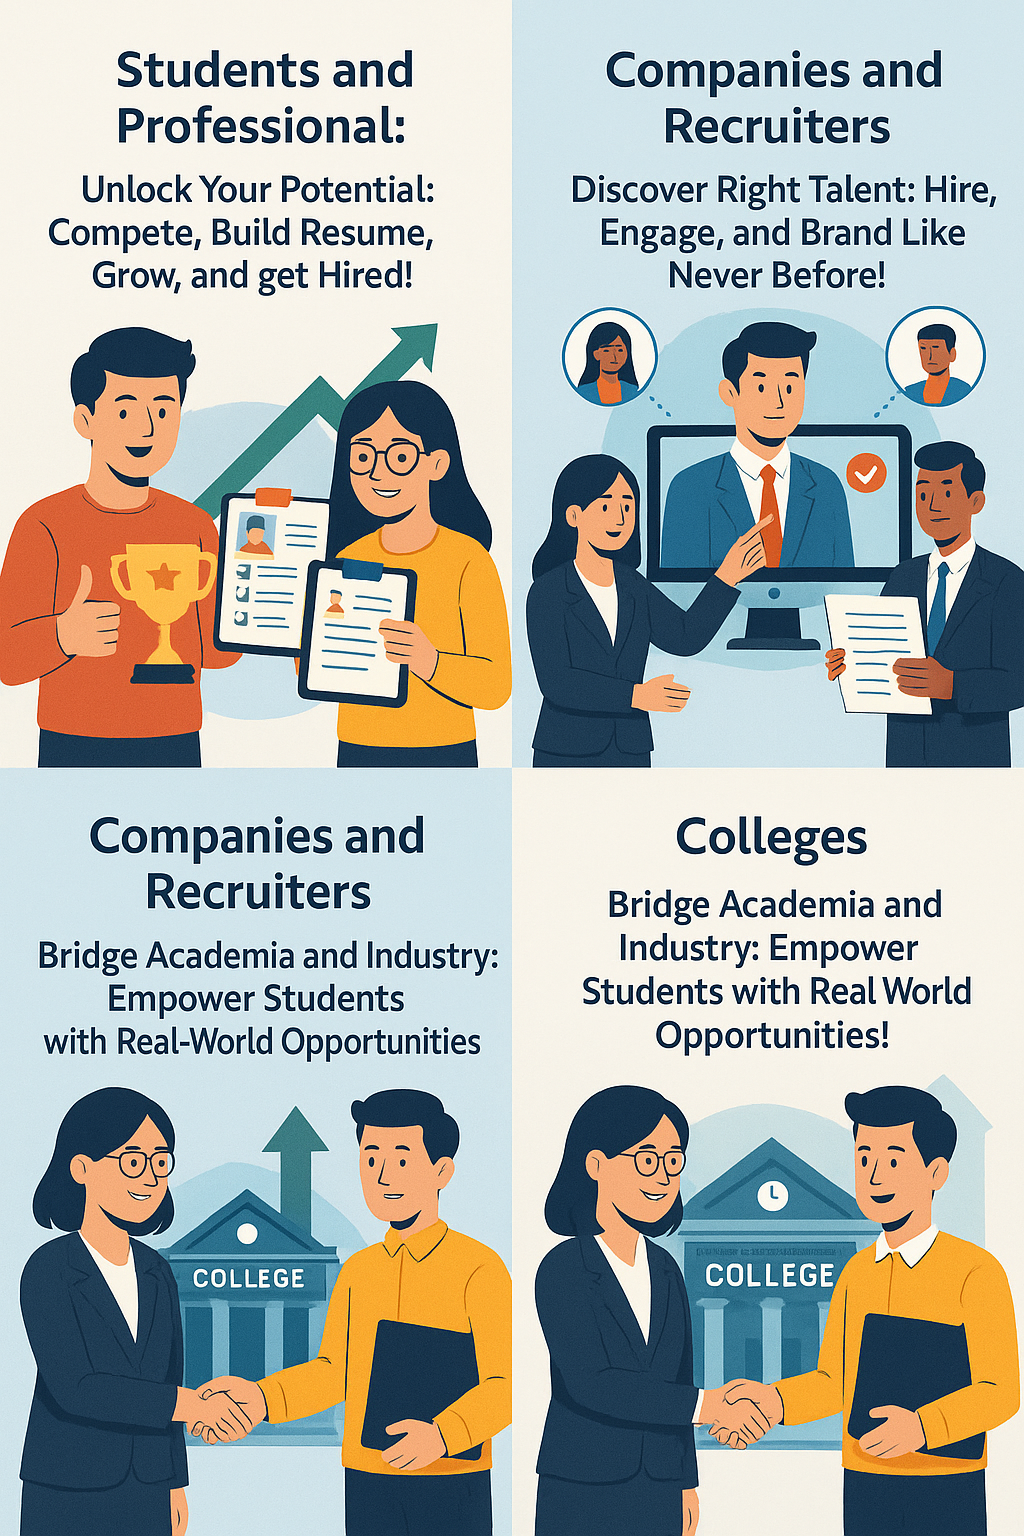 Students and
Professional:
Unlock Your Potential:
Compete, Build Resume,
Grow, and get Hired!
Companies and
Recruiters
Discover Right Talent: Hire,
Engage, and Brand Like
Never Before!
Companies and
Recruiters
Bridge Academia and Industry:
Empower Students
with Real-World Opportunities
COLLEGE
Colleges
Bridge Academia and
Industry: Empower
Students with Real World
Opportunities!
COLLEGE